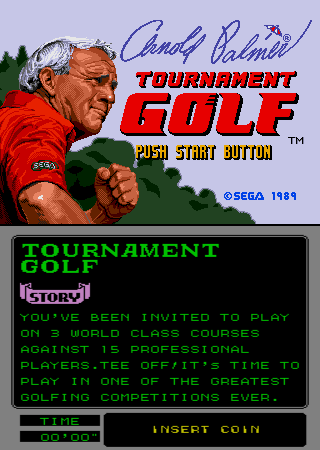 Arnold Palmer®
TOURNAMENT
GOLF™
PUSH START BUTTON
SEGA
©SEGA 1989
TOURNAMENT
GOLF
STORY
YOU'VE BEEN INVITED TO PLAY
ON 3 WORLD CLASS COURSES
AGAINST 15 PROFESSIONAL
PLAYERS.TEE OFF,IT'S TIME TO
PLAY IN ONE OF THE GREATEST
GOLFING COMPETITIONS EVER.
TIME
00'00"
INSERT COIN